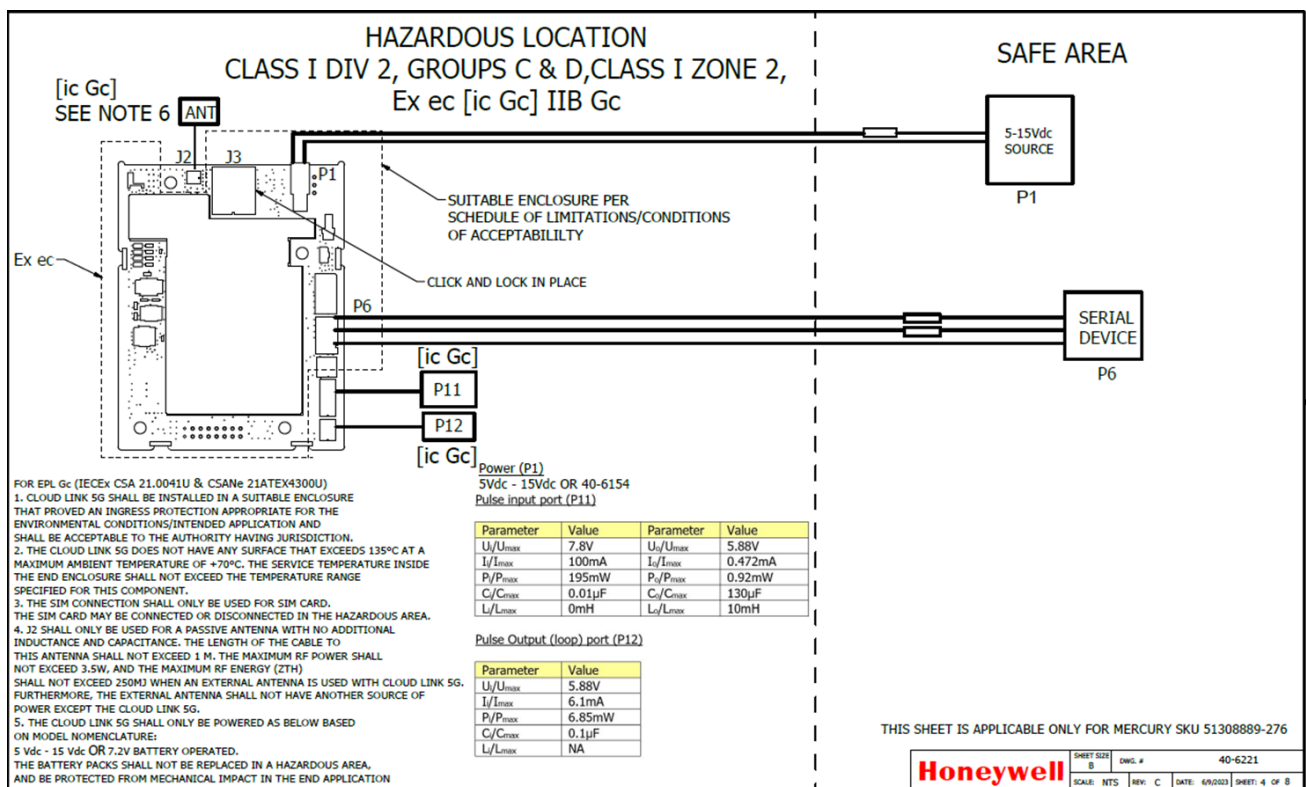 HAZARDOUS LOCATION
CLASS I DIV 2, GROUPS C & D,CLASS I ZONE 2,
Ex ec [ic Gc] IIB Gc
SAFE AREA
[ic Gc]
SEE NOTE 6
ANT
J2
J3
P1
5-15Vdc
SOURCE
P1
SUITABLE ENCLOSURE PER
SCHEDULE OF LIMITATIONS/CONDITIONS
OF ACCEPTABILILTY
Ex ec
CLICK AND LOCK IN PLACE
P6
SERIAL
DEVICE
P6
[ic Gc]
P11
P12
[ic Gc]
FOR EPL Gc (IECEx CSA 21.0041U & CSANe 21ATEX4300U)
1. CLOUD LINK 5G SHALL BE INSTALLED IN A SUITABLE ENCLOSURE
THAT PROVED AN INGRESS PROTECTION APPROPRIATE FOR THE
ENVIRONMENTAL CONDITIONS/INTENDED APPLICATION AND
SHALL BE ACCEPTABLE TO THE AUTHORITY HAVING JURISDICTION.
2. THE CLOUD LINK 5G DOES NOT HAVE ANY SURFACE THAT EXCEEDS 135ºC AT A
MAXIMUM AMBIENT TEMPERATURE OF +70ºC. THE SERVICE TEMPERATURE INSIDE
THE END ENCLOSURE SHALL NOT EXCEED THE TEMPERATURE RANGE
SPECIFIED FOR THIS COMPONENT.
3. THE SIM CONNECTION SHALL ONLY BE USED FOR SIM CARD.
THE SIM CARD MAY BE CONNECTED OR DISCONNECTED IN THE HAZARDOUS AREA.
4. J2 SHALL ONLY BE USED FOR A PASSIVE ANTENNA WITH NO ADDITIONAL
INDUCTANCE AND CAPACITANCE. THE LENGTH OF THE CABLE TO
THIS ANTENNA SHALL NOT EXCEED 1 M. THE MAXIMUM RF POWER SHALL
NOT EXCEED 3.5W, AND THE MAXIMUM RF ENERGY (ZTH)
SHALL NOT EXCEED 250MJ WHEN AN EXTERNAL ANTENNA IS USED WITH CLOUD LINK 5G.
FURTHERMORE, THE EXTERNAL ANTENNA SHALL NOT HAVE ANOTHER SOURCE OF
POWER EXCEPT THE CLOUD LINK 5G.
5. THE CLOUD LINK 5G SHALL ONLY BE POWERED AS BELOW BASED
ON MODEL NOMENCLATURE:
5 Vdc - 15 Vdc OR 7.2V BATTERY OPERATED.
THE BATTERY PACKS SHALL NOT BE REPLACED IN A HAZARDOUS AREA,
AND BE PROTECTED FROM MECHANICAL IMPACT IN THE END APPLICATION
Power (P1)
5Vdc - 15Vdc OR 40-6154
Pulse input port (P11)
Parameter Value Parameter Value
Ui/Umax 7.8V Uo/Umax 5.88V
Ii/Imax 100mA Io/Imax 0.472mA
Pi/Pmax 195mW Po/Pmax 0.92mW
Ci/Cmax 0.01µF Co/Cmax 130µF
Li/Lmax 0mH Lo/Lmax 10mH
Pulse Output (loop) port (P12)
Parameter Value
Ui/Umax 5.88V
Ii/Imax 6.1mA
Pi/Pmax 6.85mW
Ci/Cmax 0.1µF
Li/Lmax NA
THIS SHEET IS APPLICABLE ONLY FOR MERCURY SKU 51308889-276
Honeywell
SHEET SIZE B DWG. # 40-6221
SCALE: NTS REV: C DATE: 6/9/2023 SHEET: 4 OF 8